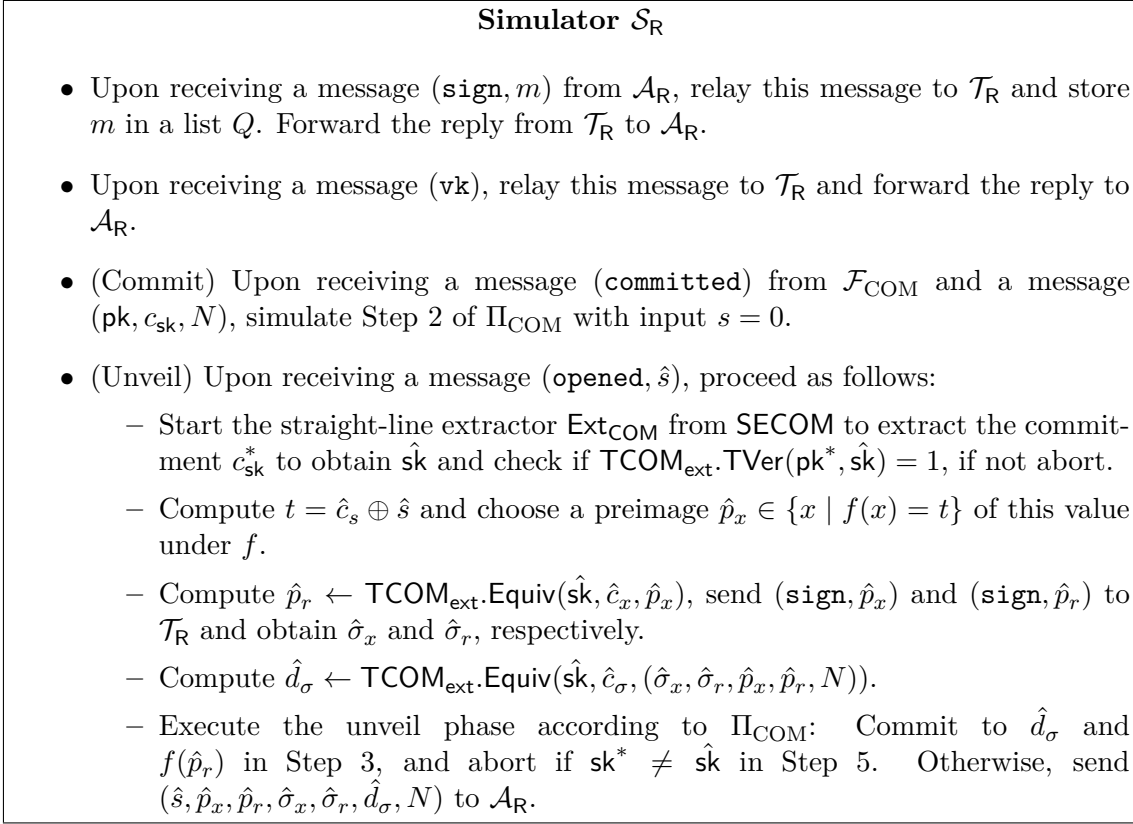 Simulator 𝒮_R
• Upon receiving a message (sign, m) from 𝒜_R, relay this message to 𝒯_R and store
m in a list Q. Forward the reply from 𝒯_R to 𝒜_R.
• Upon receiving a message (vk), relay this message to 𝒯_R and forward the reply to
𝒜_R.
• (Commit) Upon receiving a message (committed) from ℱ_COM and a message
(pk, c_sk, N), simulate Step 2 of Π_COM with input s = 0.
• (Unveil) Upon receiving a message (opened, ŝ), proceed as follows:
– Start the straight-line extractor Ext_COM from SECOM to extract the commit-
ment c*_sk to obtain sk̂ and check if TCOM_ext.TVer(pk*, sk̂) = 1, if not abort.
– Compute t = ĉ_s ⊕ ŝ and choose a preimage p̂_x ∈ {x | f(x) = t} of this value
under f.
– Compute p̂_r ← TCOM_ext.Equiv(sk̂, ĉ_x, p̂_x), send (sign, p̂_x) and (sign, p̂_r) to
𝒯_R and obtain σ̂_x and σ̂_r, respectively.
– Compute d̂_σ ← TCOM_ext.Equiv(sk̂, ĉ_σ, (σ̂_x, σ̂_r, p̂_x, p̂_r, N)).
– Execute the unveil phase according to Π_COM: Commit to d̂_σ and
f(p̂_r) in Step 3, and abort if sk* ≠ sk̂ in Step 5. Otherwise, send
(ŝ, p̂_x, p̂_r, σ̂_x, σ̂_r, d̂_σ, N) to 𝒜_R.